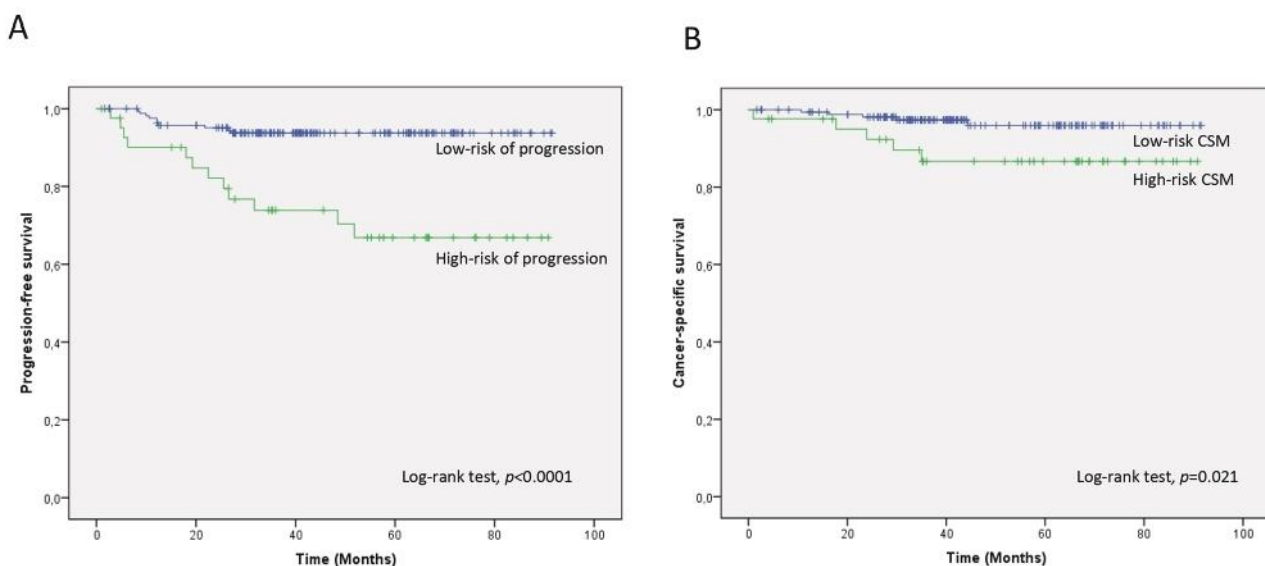 A
1,0
0,8
0,6
0,4
0,2
0,0
Progression-free survival
Low-risk of progression
High-risk of progression
Log-rank test, p<0.0001
0 20 40 60 80 100
Time (Months)
B
1,0
0,8
0,6
0,4
0,2
0,0
Cancer-specific survival
Low-risk CSM
High-risk CSM
Log-rank test, p=0.021
0 20 40 60 80 100
Time (Months)